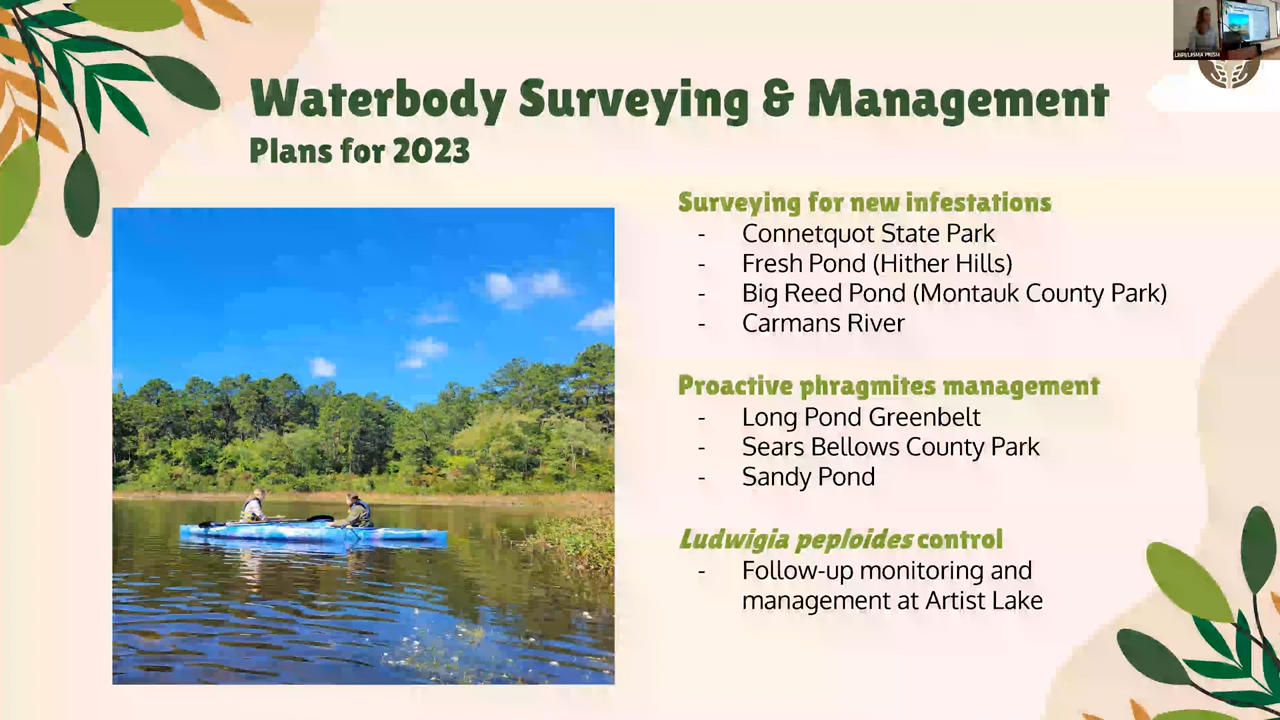 Waterbody Surveying & Management
Plans for 2023
Surveying for new infestations
- Connetquot State Park
- Fresh Pond (Hither Hills)
- Big Reed Pond (Montauk County Park)
- Carmans River
Proactive phragmites management
- Long Pond Greenbelt
- Sears Bellows County Park
- Sandy Pond
Ludwigia peploides control
- Follow-up monitoring and
management at Artist Lake